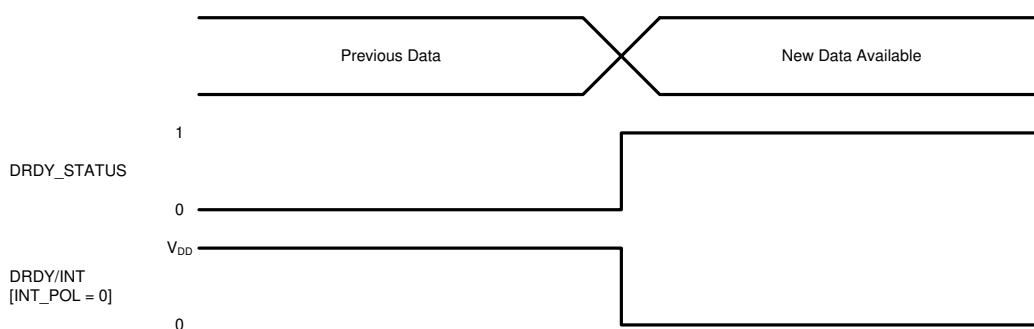 Previous Data
New Data Available
1
DRDY_STATUS
0
VDD
DRDY/INT
[INT_POL = 0]
0